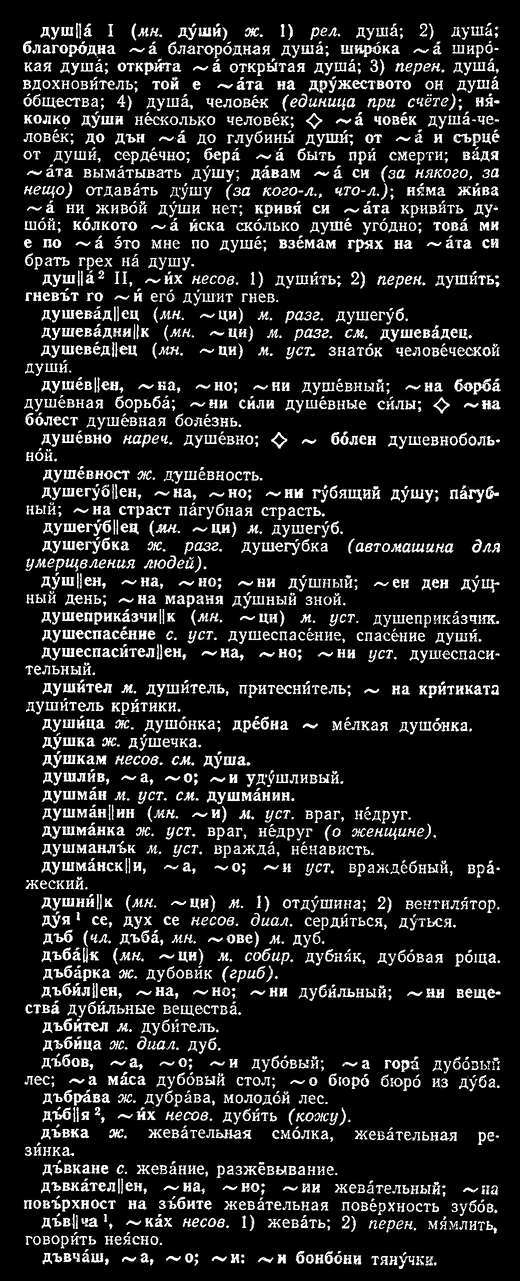 душ||а́ I (мн. ду́ши́) ж. 1) рел. душа́; 2) душа́;
благоро́дна ~а́ благоро́дная душа́; широ́ка ~а́ широ́-
кая душа́; откри́та ~а́ откры́тая душа́; 3) перен. душа́,
вдохнови́тель; той е ~а́та на дру́жеството он душа́
о́бщества; 4) душа́, челове́к (единица при счёте); ня́-
колко ду́ши не́сколько челове́к; ◇ ~а́ чове́к душа́-че-
лове́к; до дън ~а́ до глубины́ души́; от ~а́ и сърце́
от души́, серде́чно; бера́ ~а́ быть при сме́рти; ва́дя
~а́та выма́тывать ду́шу; да́вам ~а́ си (за някого, за
нещо) отдава́ть ду́шу (за кого-л., что-л.); ня́ма жи́ва
~а́ ни живо́й души́ нет; кривя́ си ~а́та криви́ть ду-
шо́й; ко́лкото ~а́ и́ска ско́лько душе́ уго́дно; това́ ми
е по ~а́ э́то мне по душе́; взе́мам грях на ~а́та си
брать грех на́ душу.
душ||а́² II, ~и́х несов. 1) души́ть; 2) перен. души́ть;
гневъ́т го ~и́ его́ ду́шит гнев.
душева́д||ец (мн. ~ци) м. разг. душегу́б.
душева́дни||к (мн. ~ци) м. разг. см. душева́дец.
душеве́д||ец (мн. ~ци) м. уст. знато́к челове́ческой
души́.
душе́в||ен, ~на, ~но; ~ни душе́вный; ~на борба́
душе́вная борьба́; ~ни си́ли душе́вные си́лы; ◇ ~на
бо́лест душе́вная боле́знь.
душе́вно нареч. душе́вно; ◇ ~ бо́лен душевноболь-
но́й.
душе́вност ж. душе́вность.
душегу́б||ен, ~на, ~но; ~ни гу́бящий ду́шу; па́губ-
ный; ~на страст па́губная страсть.
душегу́б||ец (мн. ~ци) м. душегу́б.
душегу́бка ж. разг. душегу́бка (автомашина для
умерщвления людей).
ду́ш||ен, ~на, ~но; ~ни ду́шный; ~ен ден ду́ш-
ный день; ~на мараня́ ду́шный зной.
душеприка́зчи||к (мн. ~ци) м. уст. душеприка́зчик.
душеспасе́ние с. уст. душеспасе́ние, спасе́ние души́.
душеспаси́тел||ен, ~на, ~но; ~ни уст. душеспаси-
тельный.
души́тел м. души́тель, притесни́тель; ~ на кри́тиката
души́тель кри́тики.
души́ца ж. душо́нка; дре́бна ~ ме́лкая душо́нка.
ду́шка ж. ду́шечка.
ду́шкам несов. см. ду́ша.
душли́в, ~а, ~о; ~и уду́шливый.
душма́н м. уст. см. душма́нин.
душма́н||ин (мн. ~и) м. уст. враг, не́друг.
душма́нка ж. уст. враг, не́друг (о женщине).
душманлъ́к м. уст. вражда́, не́нависть.
душма́нск||и, ~а, ~о; ~и уст. вражде́бный, вра́-
жеский.
душни́||к (мн. ~ци) м. 1) отду́шина; 2) вентиля́тор.
ду́я¹ се, дух се несов. диал. серди́ться, ду́ться.
дъб (чл. дъба́, мн. ~ове) м. дуб.
дъба́||к (мн. ~ци) м. собир. дубня́к, дубо́вая ро́ща.
дъба́рка ж. дубови́к (гриб).
дъби́л||ен, ~на, ~но; ~ни дуби́льный; ~ни веще-
ства́ дуби́льные вещества́.
дъби́тел м. дуби́тель.
дъби́ца ж. диал. дуб.
дъ́бов, ~а, ~о; ~и дубо́вый; ~а гора́ дубо́вый
лес; ~а ма́са дубо́вый стол; ~о бюро́ бюро́ из ду́ба.
дъбра́ва ж. дубра́ва, молодо́й лес.
дъ́б||я², ~их несов. дуби́ть (кожу).
дъ́вка ж. жева́тельная смо́лка, жева́тельная ре-
зи́нка.
дъ́вкане с. жева́ние, разжёвывание.
дъвка́тел||ен, ~на, ~но; ~ни жева́тельный; ~на
повъ́рхност на зъ́бите жева́тельная пове́рхность зубо́в.
дъ́в||ча¹, ~ках несов. 1) жева́ть; 2) перен. мя́млить,
говори́ть нея́сно.
дъвча́ш, ~а, ~о; ~и: ~и бонбо́ни тяну́чки.